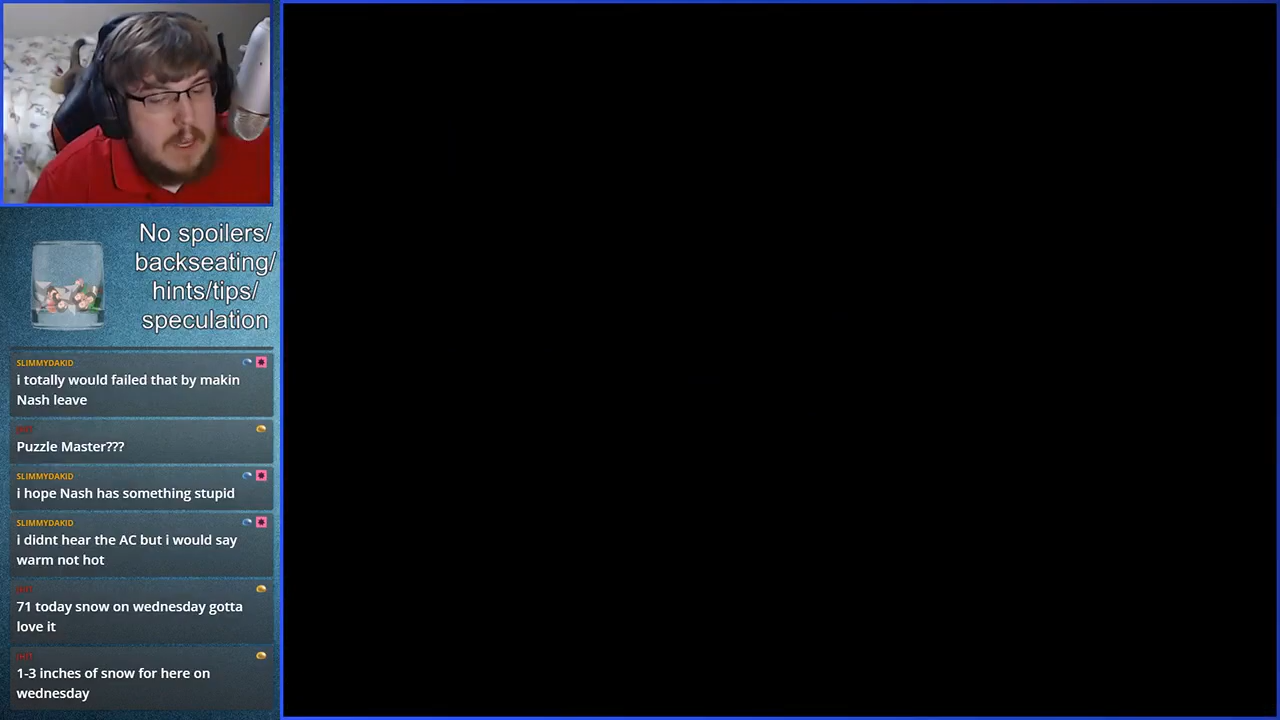 No spoilers/
backseating/
hints/tips/
speculation
SLIMMYDAKID
i totally would failed that by makin
Nash leave
Puzzle Master???
SLIMMYDAKID
i hope Nash has something stupid
SLIMMYDAKID
i didnt hear the AC but i would say
warm not hot
71 today snow on wednesday gotta
love it
1-3 inches of snow for here on
wednesday